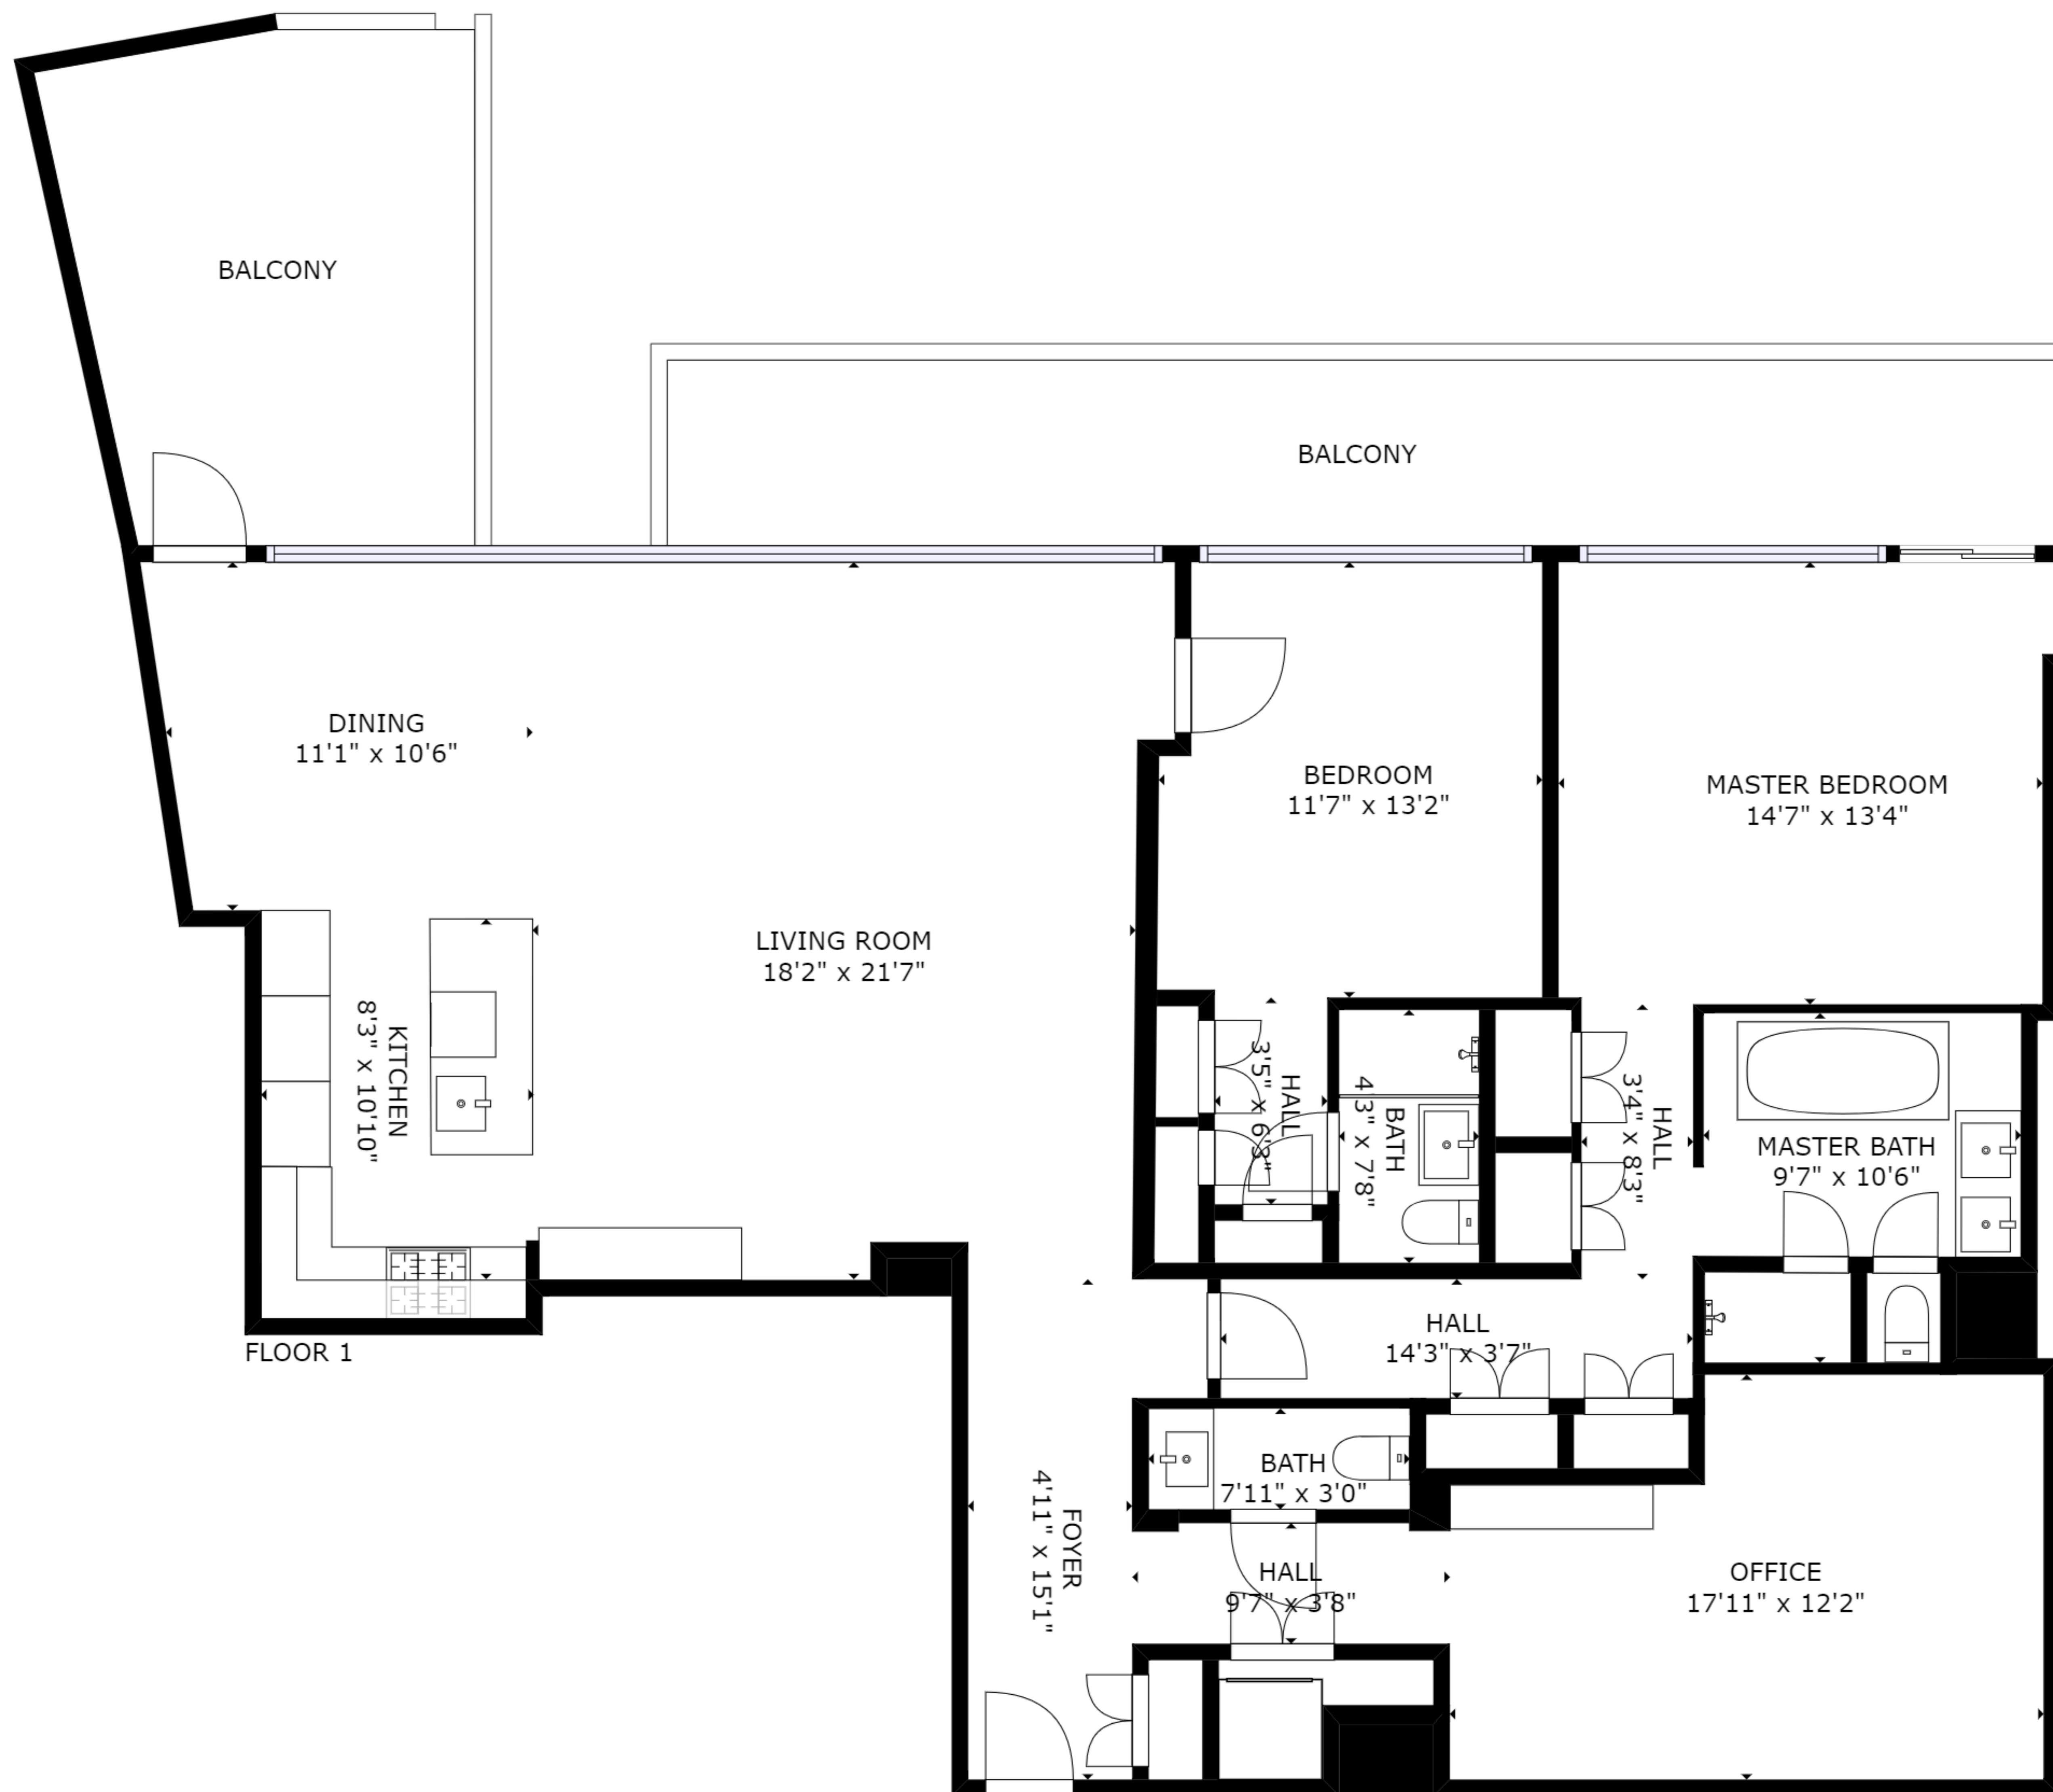 BALCONY
BALCONY
DINING
11'1" x 10'6"
BEDROOM
11'7" x 13'2"
MASTER BEDROOM
14'7" x 13'4"
LIVING ROOM
18'2" x 21'7"
KITCHEN
8'3" x 10'10"
HALL
3'5" x 6'3"
BATH
4'3" x 7'8"
HALL
3'4" x 8'3"
MASTER BATH
9'7" x 10'6"
FLOOR 1
HALL
14'3" x 3'7"
BATH
7'11" x 3'0"
FOYER
4'11" x 15'1"
HALL
9'7" x 3'8"
OFFICE
17'11" x 12'2"